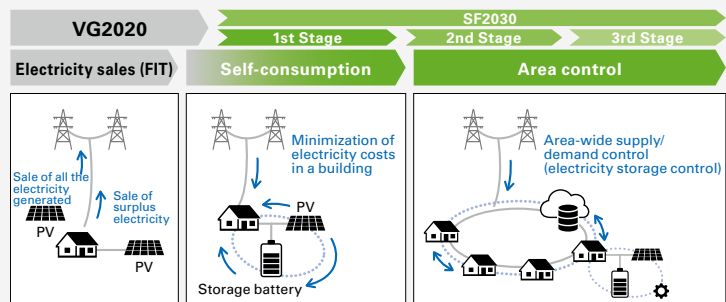 VG2020
SF2030
1st Stage
2nd Stage
3rd Stage
Electricity sales (FIT)
Self-consumption
Area control
Sale of all the
electricity
generated
PV
Sale of
surplus
electricity
PV
Minimization of
electricity costs
in a building
PV
Storage battery
Area-wide supply/
demand control
(electricity storage control)